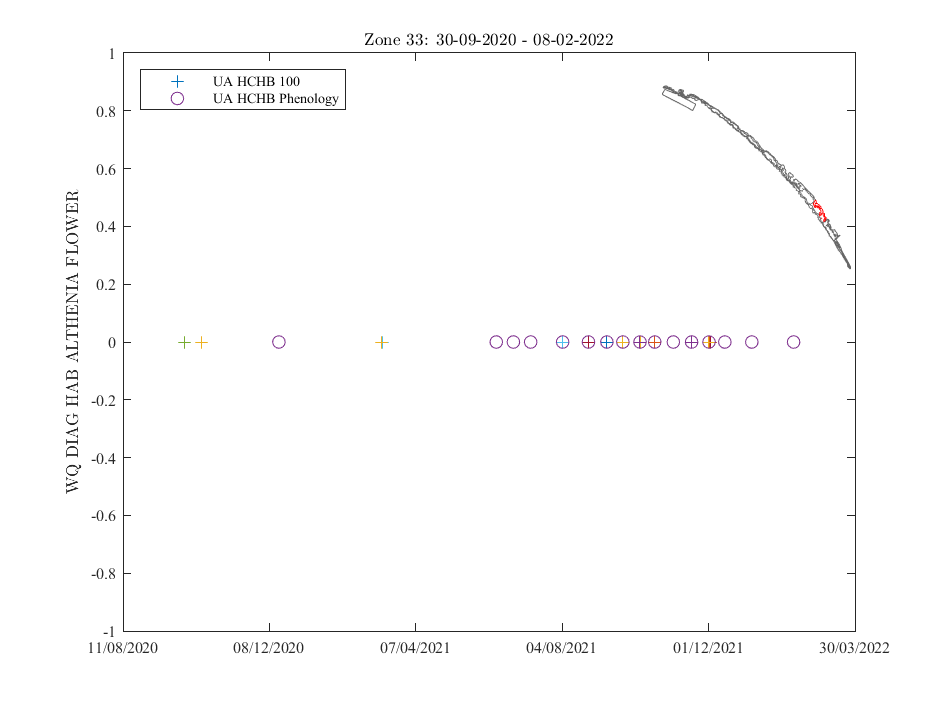 Zone 33: 30-09-2020 - 08-02-2022
UA HCHB 100
UA HCHB Phenology
WQ DIAG HAB ALTHENIA FLOWER
1
0.8
0.6
0.4
0.2
0
-0.2
-0.4
-0.6
-0.8
-1
11/08/2020 08/12/2020 07/04/2021 04/08/2021 01/12/2021 30/03/2022